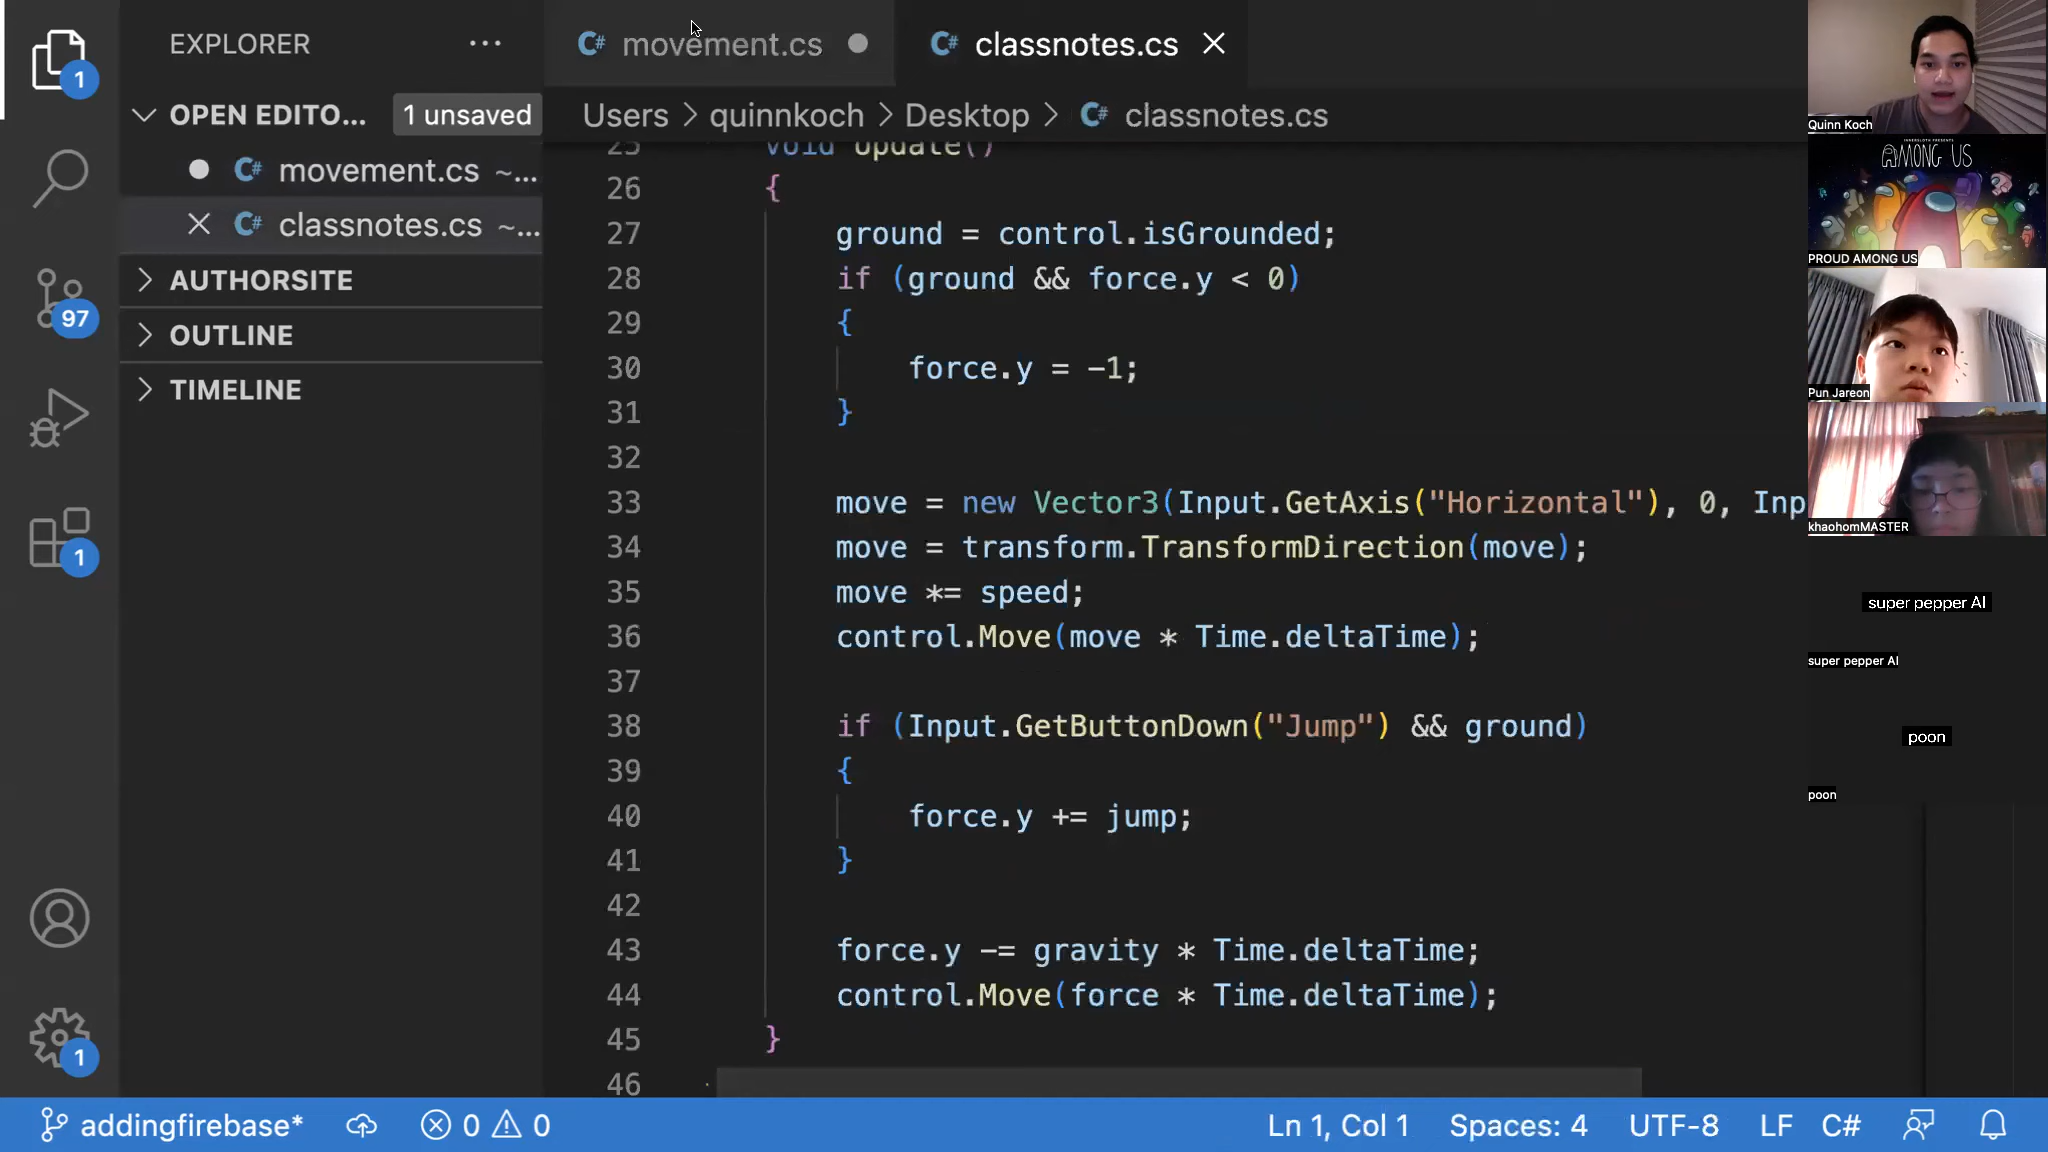 EXPLORER
movement.cs
classnotes.cs
OPEN EDITO...
1 unsaved
Users > quinnkoch > Desktop > classnotes.cs
movement.cs ~...
classnotes.cs ~...
AUTHORSITE
OUTLINE
TIMELINE
1
97
1
1
25 void Update()
26 {
27 ground = control.isGrounded;
28 if (ground && force.y < 0)
29 {
30 force.y = -1;
31 }
32
33 move = new Vector3(Input.GetAxis("Horizontal"), 0, Inp
34 move = transform.TransformDirection(move);
35 move *= speed;
36 control.Move(move * Time.deltaTime);
37
38 if (Input.GetButtonDown("Jump") && ground)
39 {
40 force.y += jump;
41 }
42
43 force.y -= gravity * Time.deltaTime;
44 control.Move(force * Time.deltaTime);
45 }
46
Quinn Koch
AMONG US
PROUD AMONG US
Pun Jareon
khaohomMASTER
super pepper AI
super pepper AI
poon
poon
addingfirebase*
0
0
Ln 1, Col 1
Spaces: 4
UTF-8
LF
C#